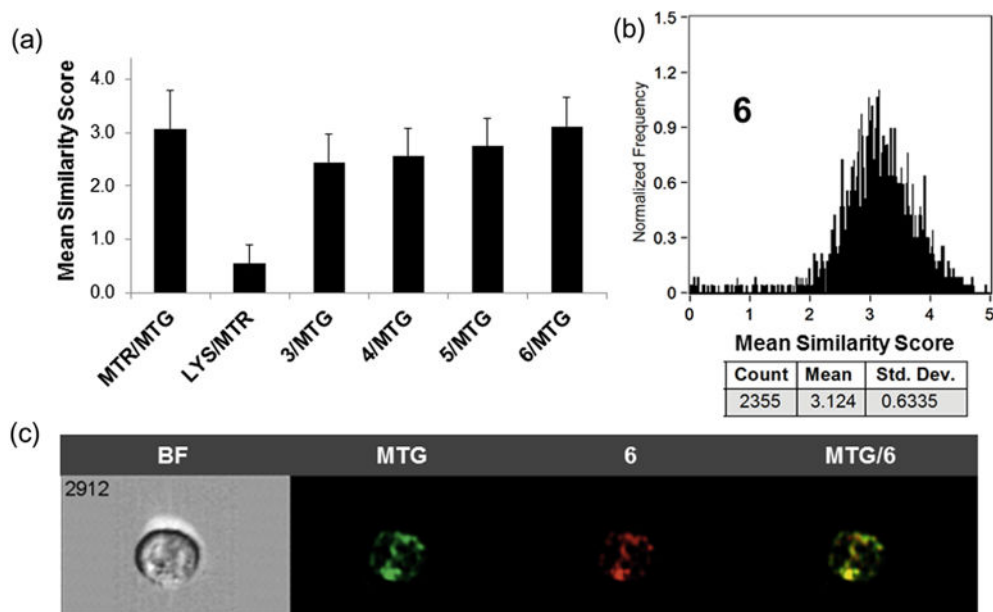 (a)
Mean Similarity Score
4.0
3.0
2.0
1.0
0.0
MTR/MTG
LYS/MTR
3/MTG
4/MTG
5/MTG
6/MTG
(b)
Normalized Frequency
1.5
1.2
0.9
0.6
0.3
0
6
0 1 2 3 4 5
Mean Similarity Score
Count Mean Std. Dev.
2355 3.124 0.6335
(c)
BF MTG 6 MTG/6
2912